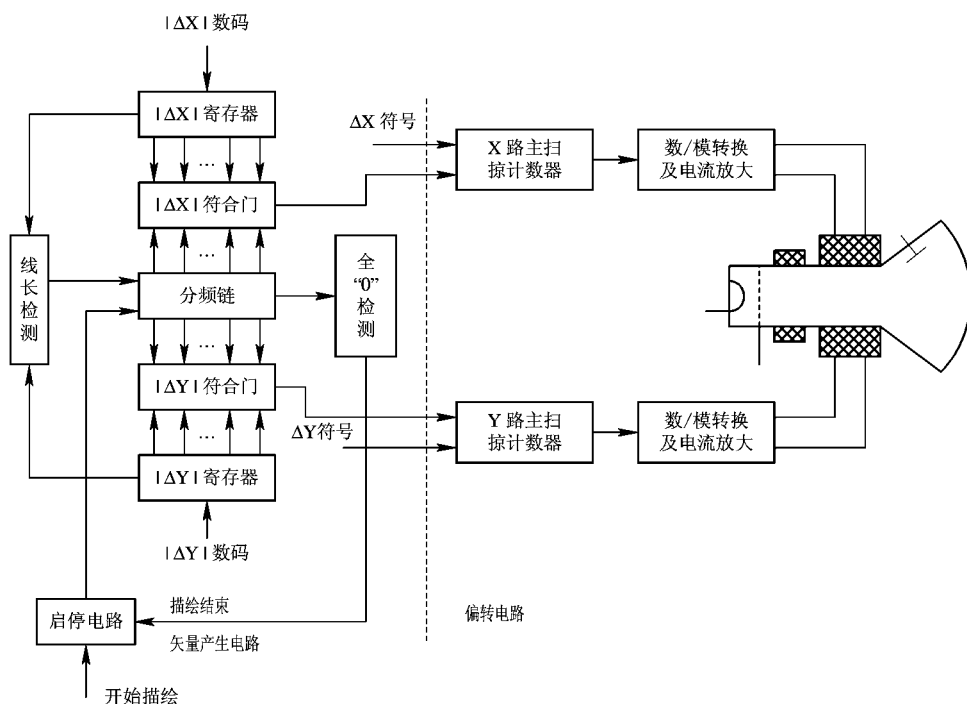 |ΔX| 数码
|ΔX| 寄存器
…
ΔX 符号
X 路主扫
掠计数器
数/模转换
及电流放大
|ΔX| 符合门
…
线
长
检
测
分频链
全
“0”
检
测
…
|ΔY| 符合门
…
ΔY符号
Y 路主扫
掠计数器
数/模转换
及电流放大
|ΔY| 寄存器
|ΔY| 数码
启停电路
描绘结束
矢量产生电路
偏转电路
开始描绘